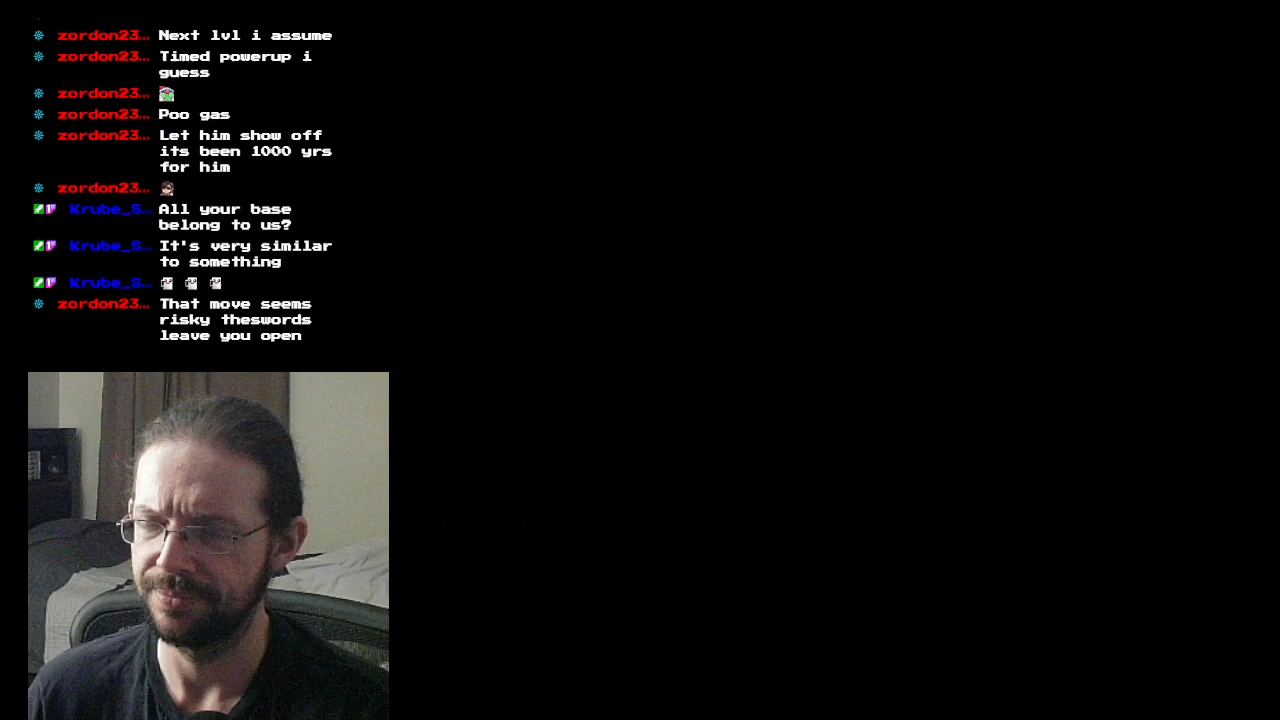 zordon23… Next lvl i assume
zordon23… Timed powerup i
guess
zordon23…
zordon23… Poo gas
zordon23… Let him show off
its been 1000 yrs
for him
zordon23…
Krube_S… All your base
belong to us?
Krube_S… It's very similar
to something
Krube_S…
zordon23… That move seems
risky theswords
leave you open